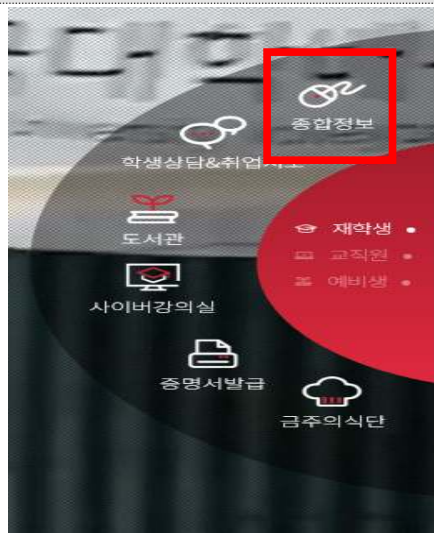 종합정보
학생상담&취업지도
도서관
재학생
교직원
예비생
사이버강의실
증명서발급
금주의식단